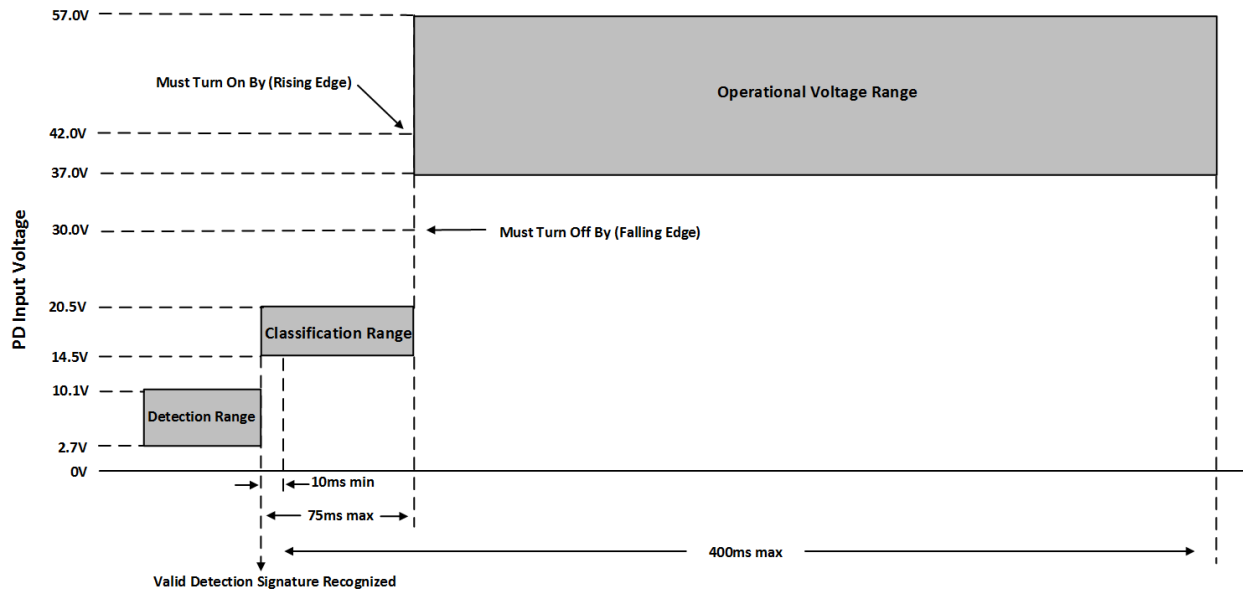 57.0V
Must Turn On By (Rising Edge)
Operational Voltage Range
42.0V
37.0V
PD Input Voltage
30.0V
Must Turn Off By (Falling Edge)
20.5V
Classification Range
14.5V
10.1V
Detection Range
2.7V
0V
10ms min
75ms max
400ms max
Valid Detection Signature Recognized